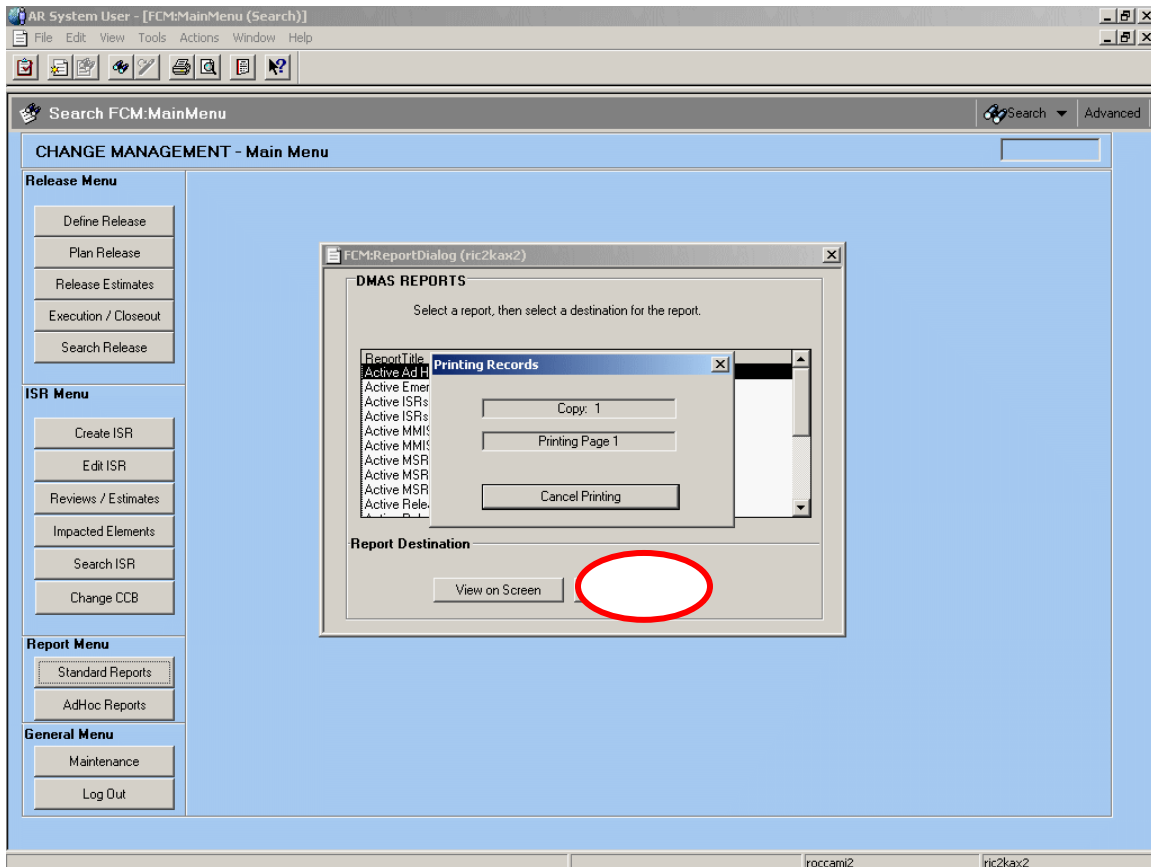 AR System User - [FCM:MainMenu (Search)]
File Edit View Tools Actions Window Help
Search FCM:MainMenu
Search
Advanced
CHANGE MANAGEMENT - Main Menu
Release Menu
Define Release
Plan Release
Release Estimates
Execution / Closeout
Search Release
ISR Menu
Create ISR
Edit ISR
Reviews / Estimates
Impacted Elements
Search ISR
Change CCB
Report Menu
Standard Reports
AdHoc Reports
General Menu
Maintenance
Log Out
FCM:ReportDialog (ric2kax2)
DMAS REPORTS
Select a report, then select a destination for the report.
ReportTitle
Active Ad H
Active Emer
Active ISRs
Active ISRs
Active MMIS
Active MMIS
Active MSR
Active MSR
Active MSR
Active Rele
Printing Records
Copy: 1
Printing Page 1
Cancel Printing
Report Destination
View on Screen
roccami2
ric2kax2